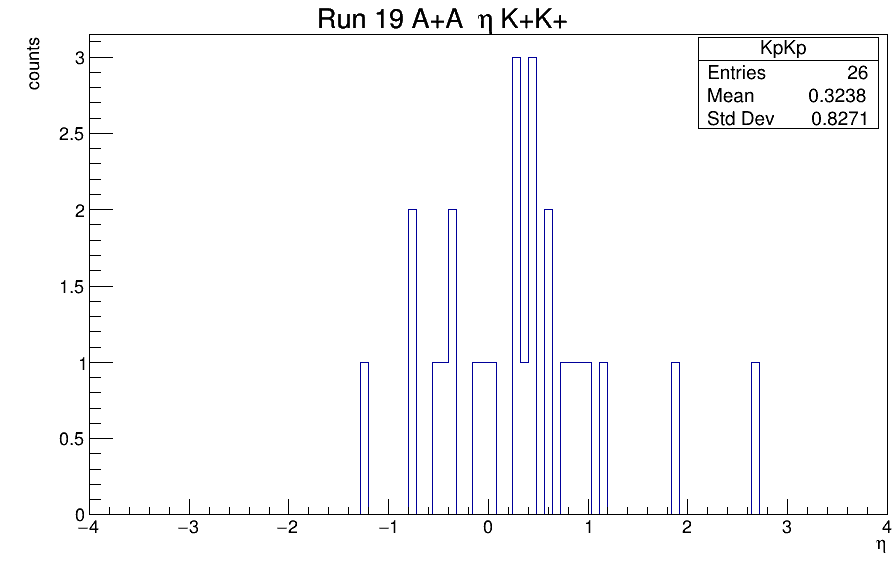 Run 19 A+A η K+K+
counts
KpKp
Entries 26
Mean 0.3238
Std Dev 0.8271
3
2.5
2
1.5
1
0.5
0
−4 −3 −2 −1 0 1 2 3 4
η